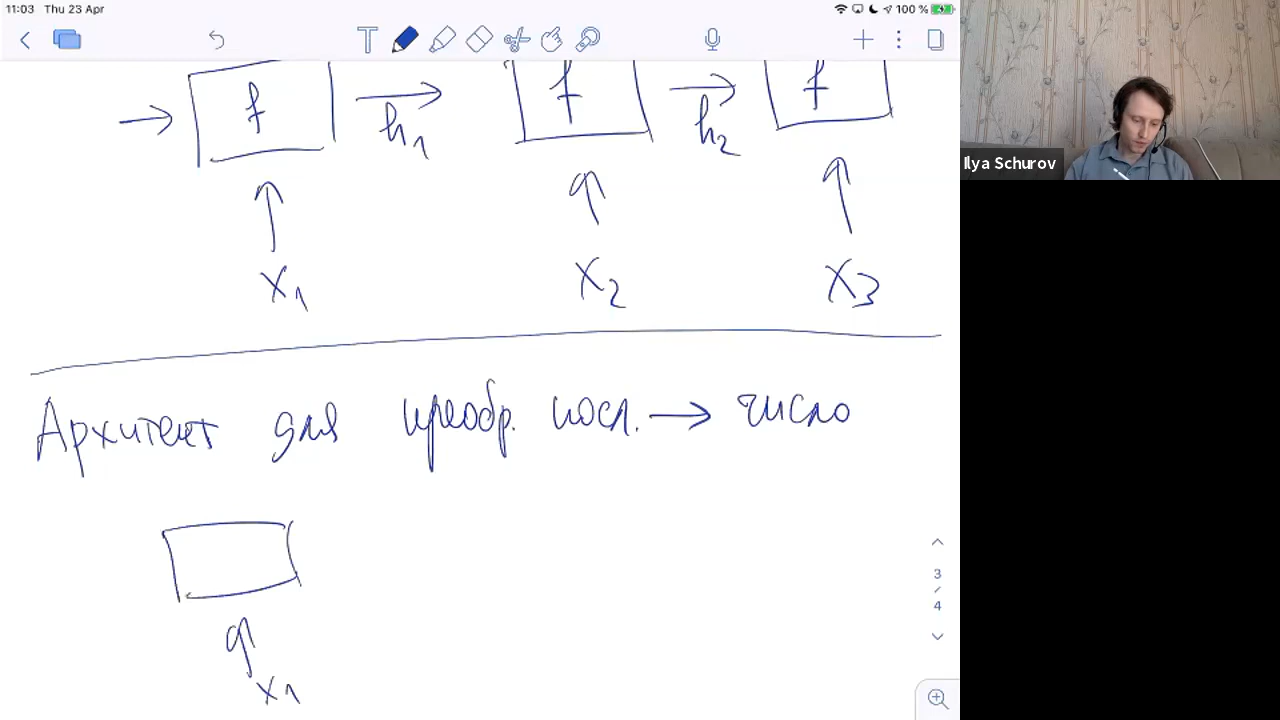 11:03 Thu 23 Apr 100 %
T
Ilya Schurov
f f f
h1 h2
x1 x2 x3
Архитект для преобр. посл. → число
3
/
4
x1